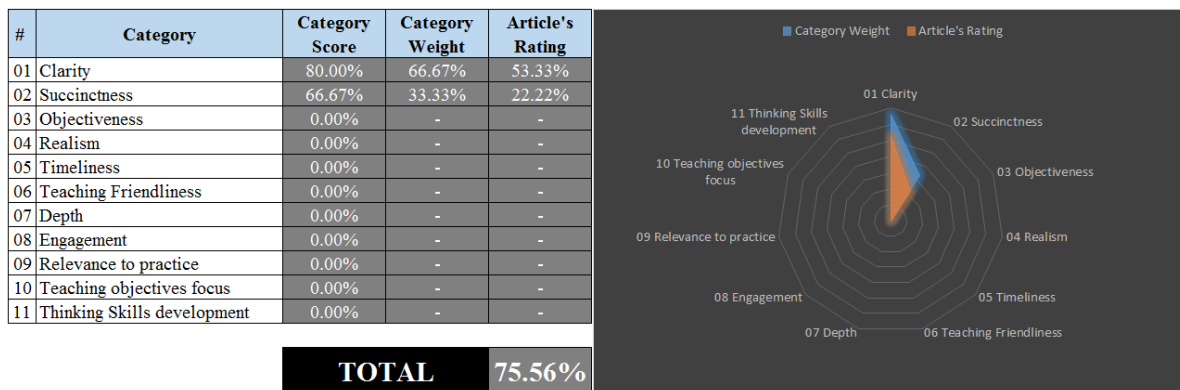 # Category Category Score Category Weight Article's Rating
01 Clarity 80.00% 66.67% 53.33%
02 Succinctness 66.67% 33.33% 22.22%
03 Objectiveness 0.00% - -
04 Realism 0.00% - -
05 Timeliness 0.00% - -
06 Teaching Friendliness 0.00% - -
07 Depth 0.00% - -
08 Engagement 0.00% - -
09 Relevance to practice 0.00% - -
10 Teaching objectives focus 0.00% - -
11 Thinking Skills development 0.00% - -
TOTAL 75.56%
Category Weight Article's Rating
01 Clarity
02 Succinctness
03 Objectiveness
04 Realism
05 Timeliness
06 Teaching Friendliness
07 Depth
08 Engagement
09 Relevance to practice
10 Teaching objectives
focus
11 Thinking Skills
development